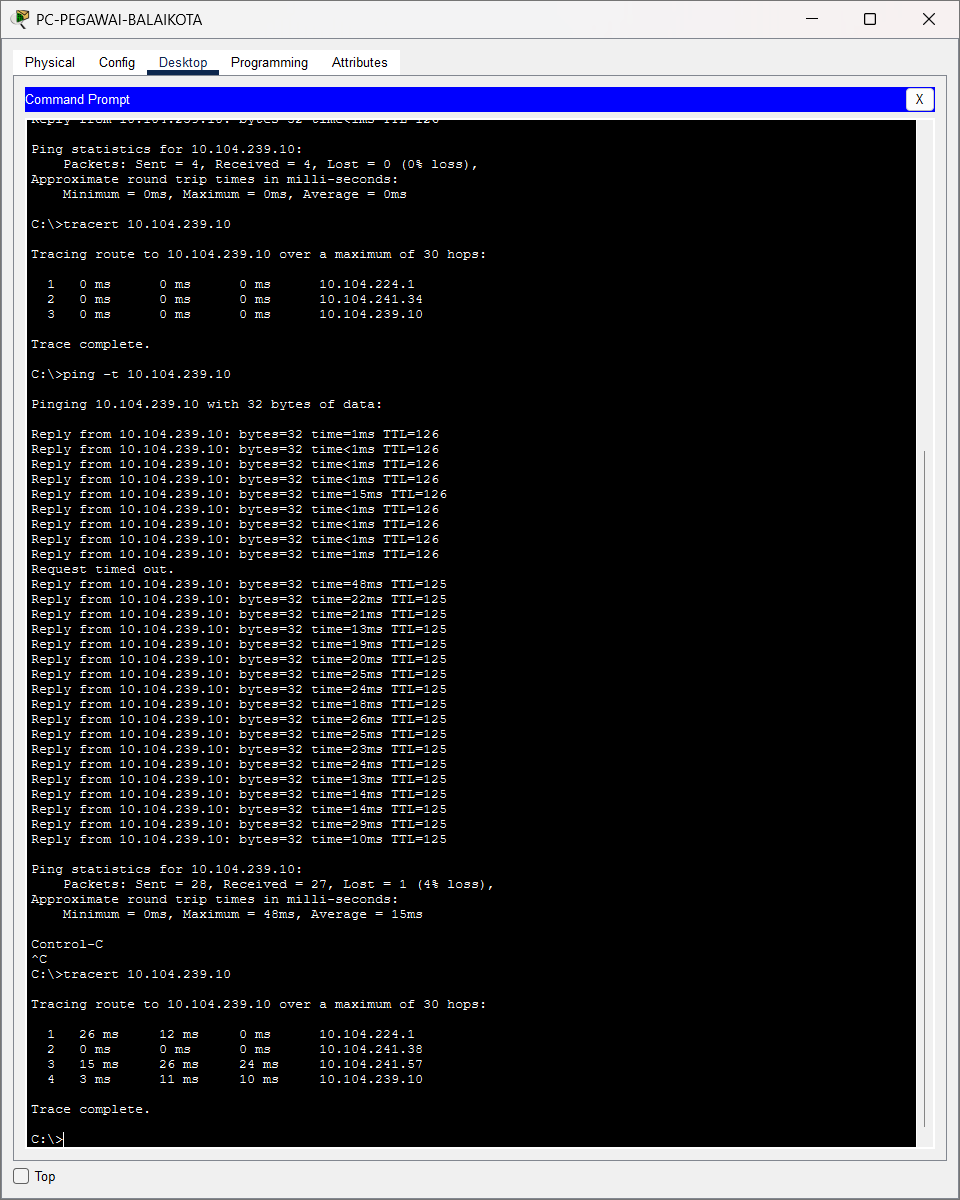 PC-PEGAWAI-BALAIKOTA
Physical Config Desktop Programming Attributes
Command Prompt X
Reply from 10.104.239.10: bytes=32 time<1ms TTL=126
Ping statistics for 10.104.239.10:
Packets: Sent = 4, Received = 4, Lost = 0 (0% loss),
Approximate round trip times in milli-seconds:
Minimum = 0ms, Maximum = 0ms, Average = 0ms
C:\>tracert 10.104.239.10
Tracing route to 10.104.239.10 over a maximum of 30 hops:
1 0 ms 0 ms 0 ms 10.104.224.1
2 0 ms 0 ms 0 ms 10.104.241.34
3 0 ms 0 ms 0 ms 10.104.239.10
Trace complete.
C:\>ping -t 10.104.239.10
Pinging 10.104.239.10 with 32 bytes of data:
Reply from 10.104.239.10: bytes=32 time=1ms TTL=126
Reply from 10.104.239.10: bytes=32 time<1ms TTL=126
Reply from 10.104.239.10: bytes=32 time<1ms TTL=126
Reply from 10.104.239.10: bytes=32 time<1ms TTL=126
Reply from 10.104.239.10: bytes=32 time=15ms TTL=126
Reply from 10.104.239.10: bytes=32 time<1ms TTL=126
Reply from 10.104.239.10: bytes=32 time<1ms TTL=126
Reply from 10.104.239.10: bytes=32 time<1ms TTL=126
Reply from 10.104.239.10: bytes=32 time=1ms TTL=126
Request timed out.
Reply from 10.104.239.10: bytes=32 time=48ms TTL=125
Reply from 10.104.239.10: bytes=32 time=22ms TTL=125
Reply from 10.104.239.10: bytes=32 time=21ms TTL=125
Reply from 10.104.239.10: bytes=32 time=13ms TTL=125
Reply from 10.104.239.10: bytes=32 time=19ms TTL=125
Reply from 10.104.239.10: bytes=32 time=20ms TTL=125
Reply from 10.104.239.10: bytes=32 time=25ms TTL=125
Reply from 10.104.239.10: bytes=32 time=24ms TTL=125
Reply from 10.104.239.10: bytes=32 time=18ms TTL=125
Reply from 10.104.239.10: bytes=32 time=26ms TTL=125
Reply from 10.104.239.10: bytes=32 time=25ms TTL=125
Reply from 10.104.239.10: bytes=32 time=23ms TTL=125
Reply from 10.104.239.10: bytes=32 time=24ms TTL=125
Reply from 10.104.239.10: bytes=32 time=13ms TTL=125
Reply from 10.104.239.10: bytes=32 time=14ms TTL=125
Reply from 10.104.239.10: bytes=32 time=14ms TTL=125
Reply from 10.104.239.10: bytes=32 time=29ms TTL=125
Reply from 10.104.239.10: bytes=32 time=10ms TTL=125
Ping statistics for 10.104.239.10:
Packets: Sent = 28, Received = 27, Lost = 1 (4% loss),
Approximate round trip times in milli-seconds:
Minimum = 0ms, Maximum = 48ms, Average = 15ms
Control-C
^C
C:\>tracert 10.104.239.10
Tracing route to 10.104.239.10 over a maximum of 30 hops:
1 26 ms 12 ms 0 ms 10.104.224.1
2 0 ms 0 ms 0 ms 10.104.241.38
3 15 ms 26 ms 24 ms 10.104.241.57
4 3 ms 11 ms 10 ms 10.104.239.10
Trace complete.
C:\>
Top